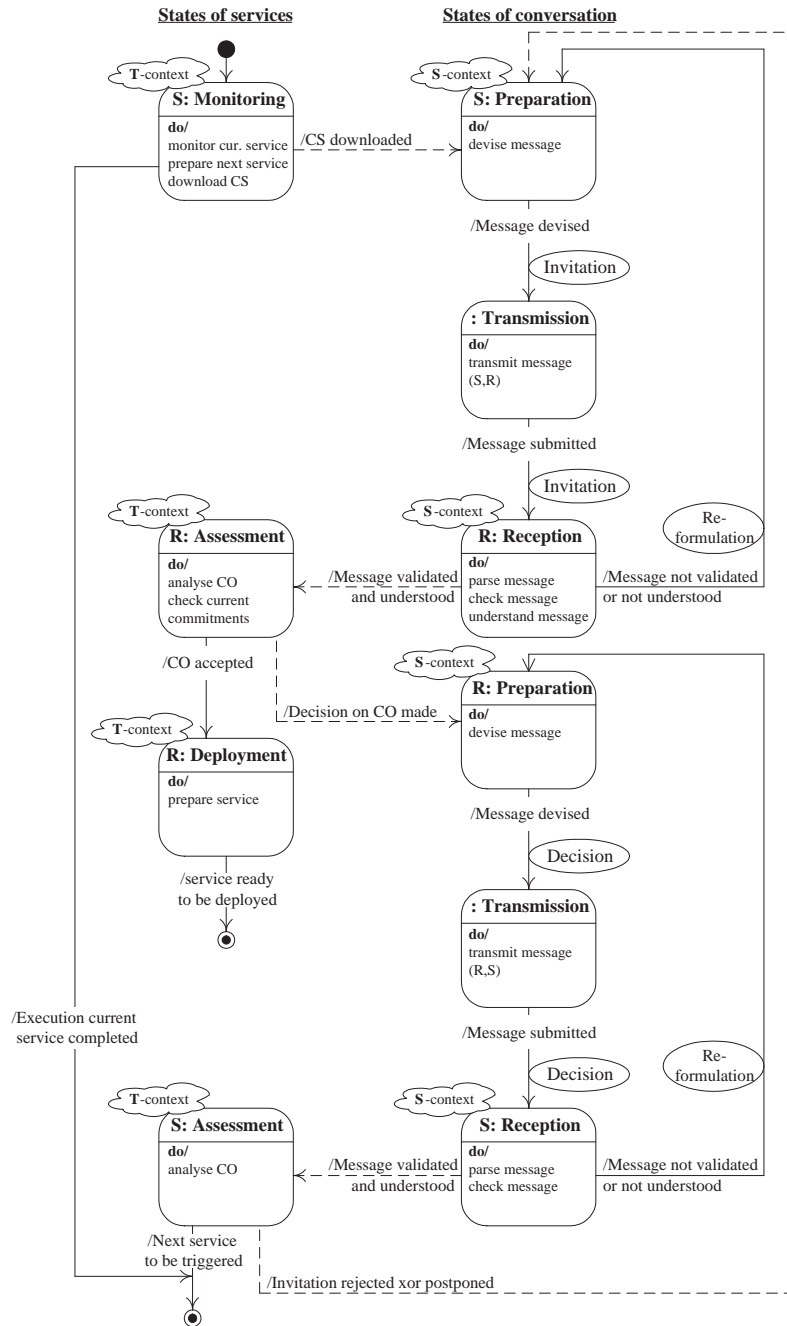 States of services
States of conversation
T-context
S: Monitoring
do/
monitor cur. service
prepare next service
download CS
/CS downloaded
S-context
S: Preparation
do/
devise message
/Message devised
Invitation
: Transmission
do/
transmit message
(S,R)
/Message submitted
Invitation
T-context
R: Assessment
do/
analyse CO
check current
commitments
/Message validated
and understood
S-context
R: Reception
do/
parse message
check message
understand message
/Message not validated
or not understood
Re-
formulation
/CO accepted
/Decision on CO made
S-context
R: Preparation
do/
devise message
T-context
R: Deployment
do/
prepare service
/service ready
to be deployed
/Message devised
Decision
: Transmission
do/
transmit message
(R,S)
/Message submitted
Decision
/Execution current
service completed
Re-
formulation
T-context
S: Assessment
do/
analyse CO
/Message validated
and understood
S-context
S: Reception
do/
parse message
check message
/Message not validated
or not understood
/Next service
to be triggered
/Invitation rejected xor postponed